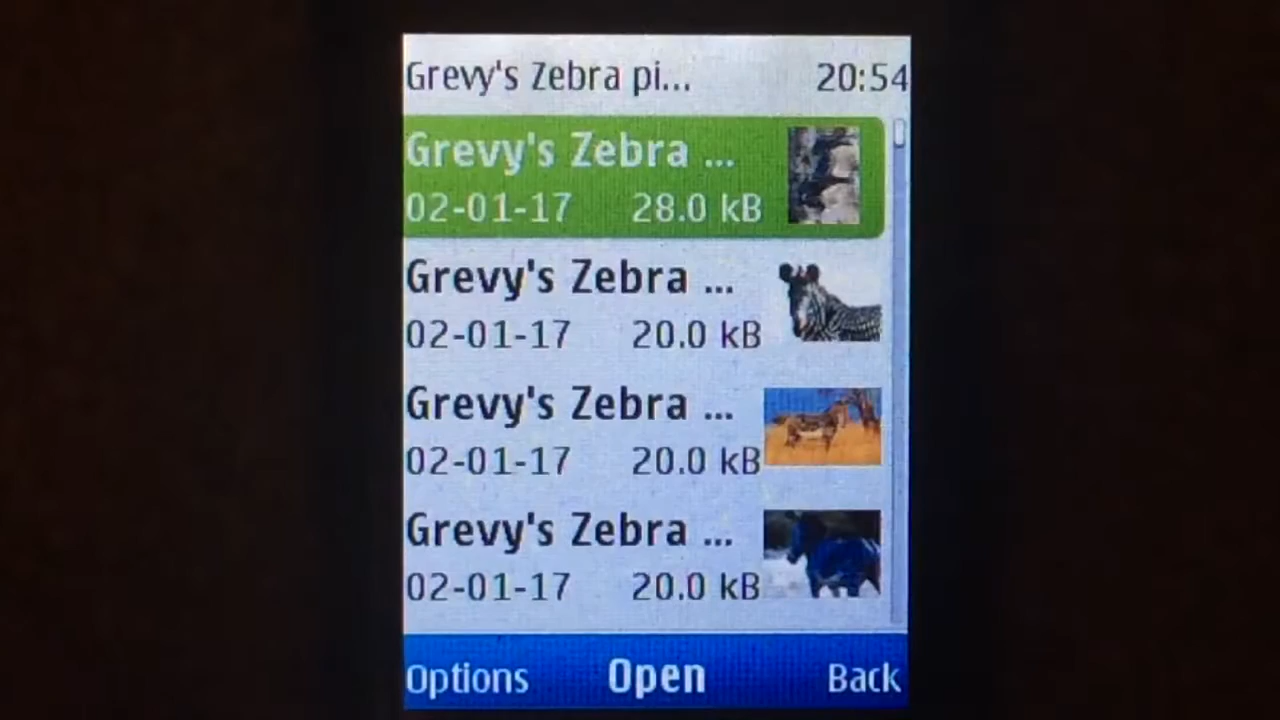 Grevy's Zebra pi... 20:54
Grevy's Zebra ...
02-01-17 28.0 kB
Grevy's Zebra ...
02-01-17 20.0 kB
Grevy's Zebra ...
02-01-17 20.0 kB
Grevy's Zebra ...
02-01-17 20.0 kB
Options Open Back